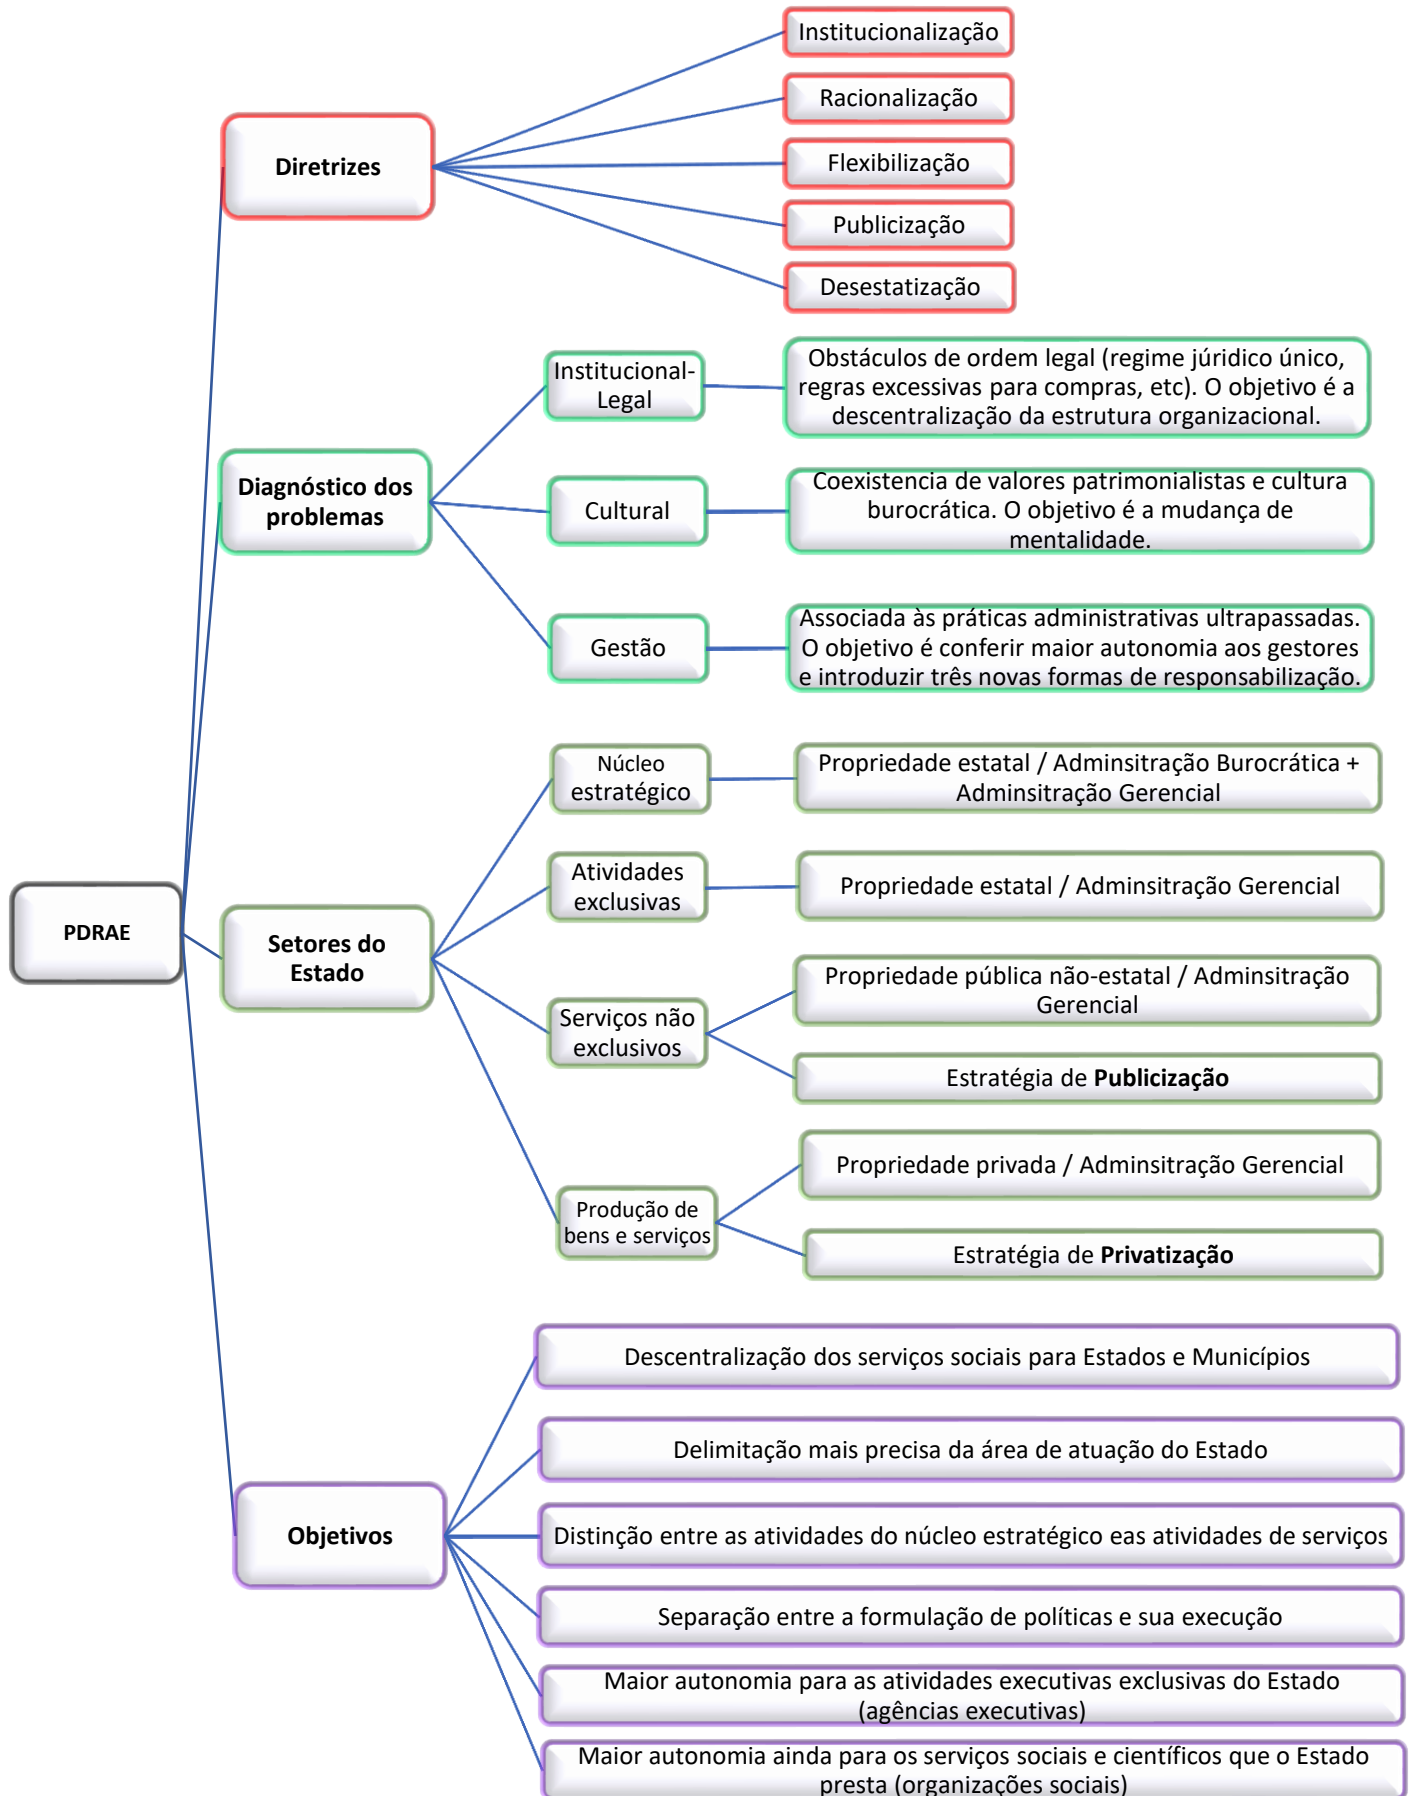 PDRAE
Diretrizes
Institucionalização
Racionalização
Flexibilização
Publicização
Desestatização
Diagnóstico dos
problemas
Institucional-
Legal
Obstáculos de ordem legal (regime júridico único,
regras excessivas para compras, etc). O objetivo é a
descentralização da estrutura organizacional.
Cultural
Coexistencia de valores patrimonialistas e cultura
burocrática. O objetivo é a mudança de
mentalidade.
Gestão
Associada às práticas administrativas ultrapassadas.
O objetivo é conferir maior autonomia aos gestores
e introduzir três novas formas de responsabilização.
Setores do
Estado
Núcleo
estratégico
Propriedade estatal / Adminsitração Burocrática +
Adminsitração Gerencial
Atividades
exclusivas
Propriedade estatal / Adminsitração Gerencial
Serviços não
exclusivos
Propriedade pública não-estatal / Adminsitração
Gerencial
Estratégia de Publicização
Produção de
bens e serviços
Propriedade privada / Adminsitração Gerencial
Estratégia de Privatização
Objetivos
Descentralização dos serviços sociais para Estados e Municípios
Delimitação mais precisa da área de atuação do Estado
Distinção entre as atividades do núcleo estratégico eas atividades de serviços
Separação entre a formulação de políticas e sua execução
Maior autonomia para as atividades executivas exclusivas do Estado
(agências executivas)
Maior autonomia ainda para os serviços sociais e científicos que o Estado
presta (organizações sociais)